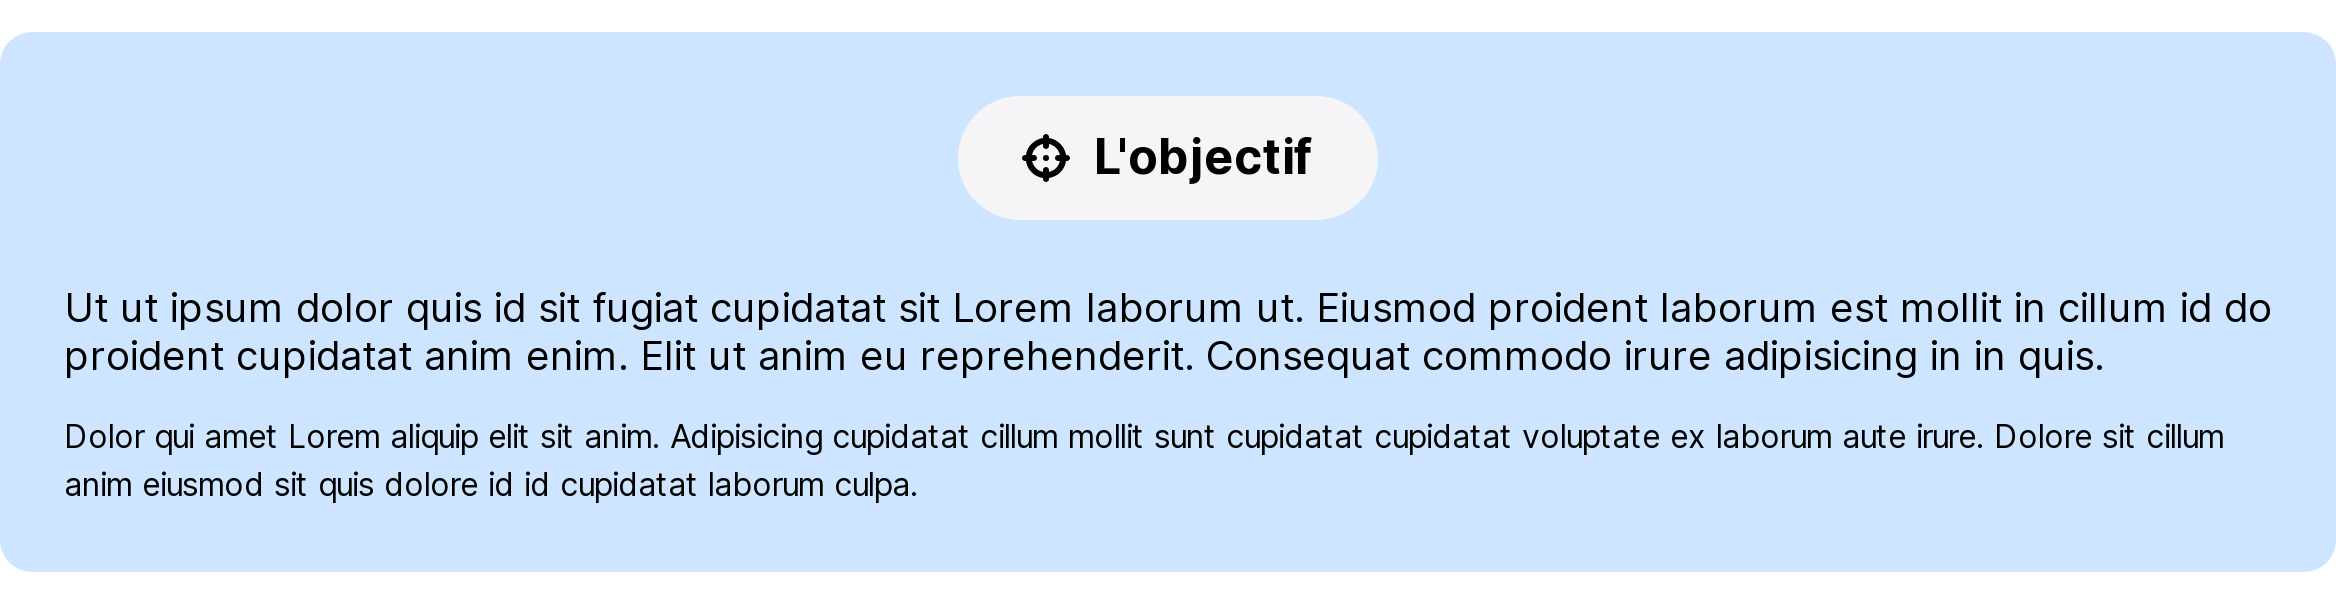 L'objectif
Ut ut ipsum dolor quis id sit fugiat cupidatat sit Lorem laborum ut. Eiusmod proident laborum est mollit in cillum id do
proident cupidatat anim enim. Elit ut anim eu reprehenderit. Consequat commodo irure adipisicing in in quis.
Dolor qui amet Lorem aliquip elit sit anim. Adipisicing cupidatat cillum mollit sunt cupidatat cupidatat voluptate ex laborum aute irure. Dolore sit cillum
anim eiusmod sit quis dolore id id cupidatat laborum culpa.